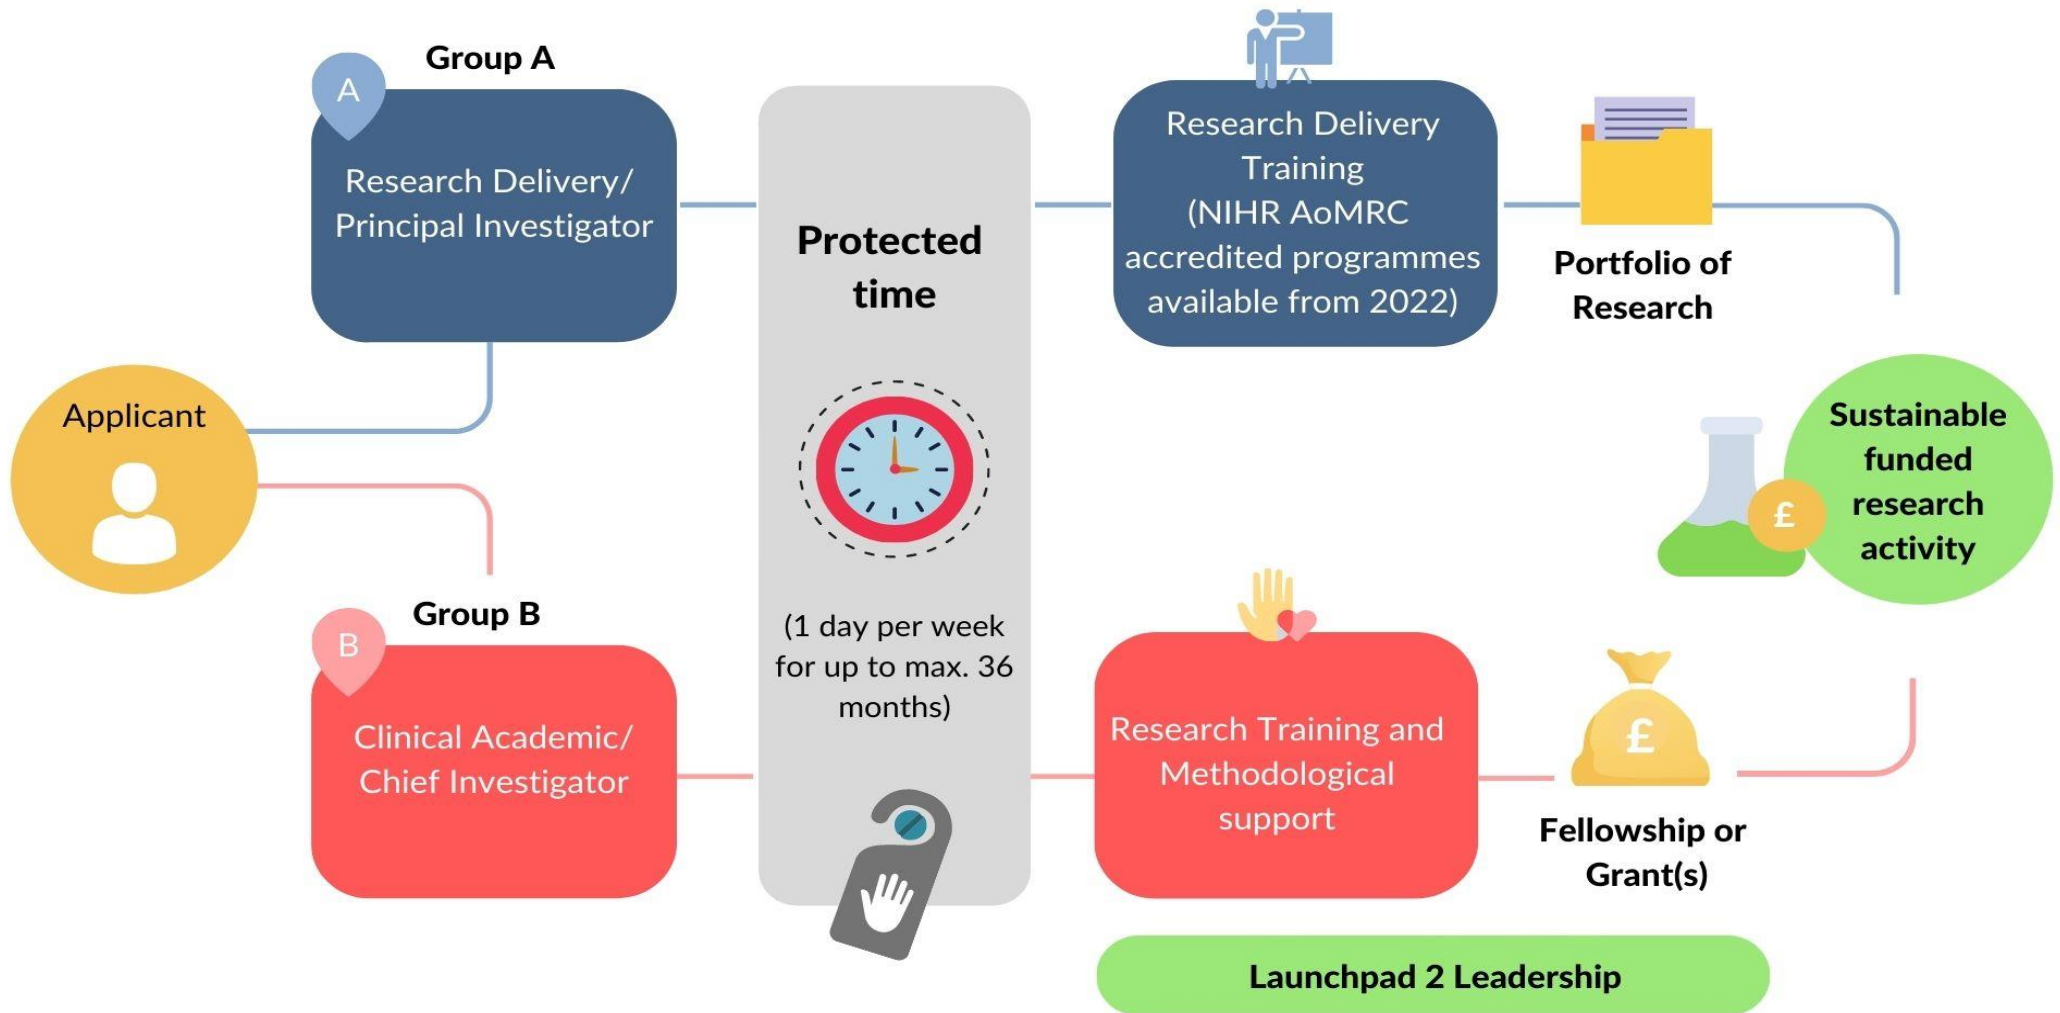 Group A
A
Research Delivery/
Principal Investigator
Applicant
Group B
B
Clinical Academic/
Chief Investigator
Protected
time
(1 day per week
for up to max. 36
months)
Research Delivery
Training
(NIHR AoMRC
accredited programmes
available from 2022)
Portfolio of
Research
Sustainable
funded
research
activity
£
Research Training and
Methodological
support
£
Fellowship or
Grant(s)
Launchpad 2 Leadership